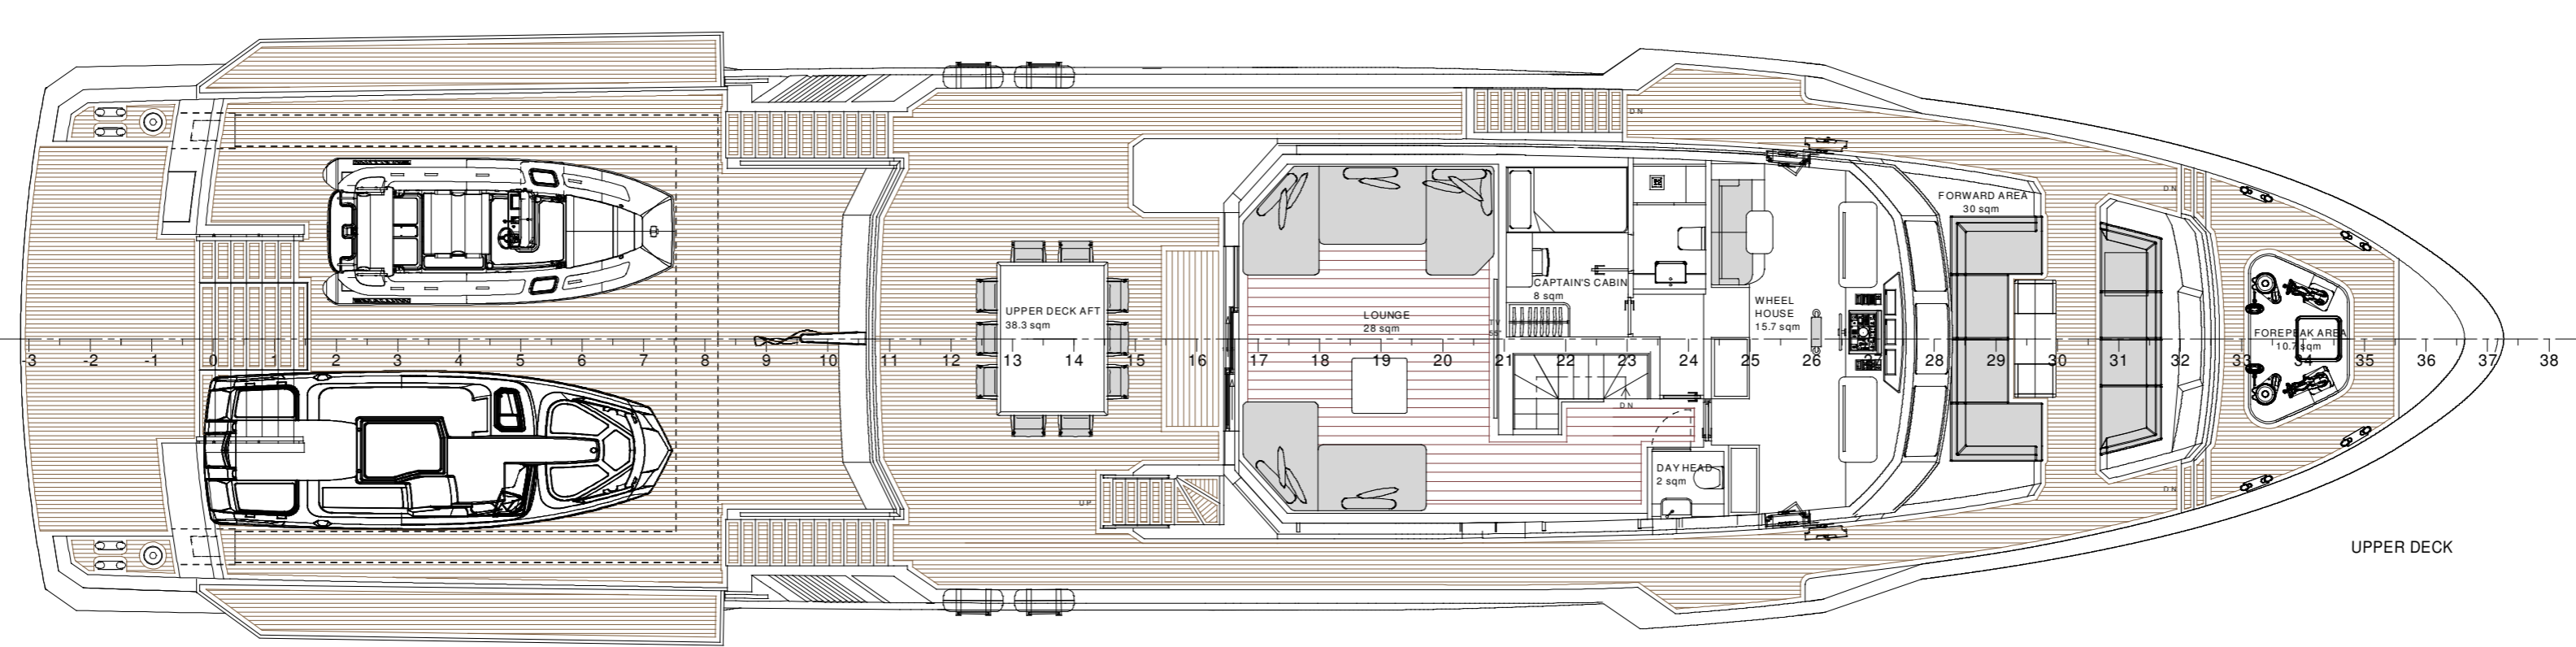 DN
DN
FORWARD AREA
30 sqm
CAPTAIN'S CABIN
8 sqm
WHEEL
HOUSE
15.7 sqm
UPPER DECK AFT
38.3 sqm
LOUNGE
28 sqm
FOREPEAK AREA
10.7 sqm
-3 -2 -1 0 1 2 3 4 5 6 7 8 9 10 11 12 13 14 15 16 17 18 19 20 21 22 23 24 25 26 27 28 29 30 31 32 33 34 35 36 37 38
DN
DAY HEAD
2 sqm
DN
UP
UPPER DECK